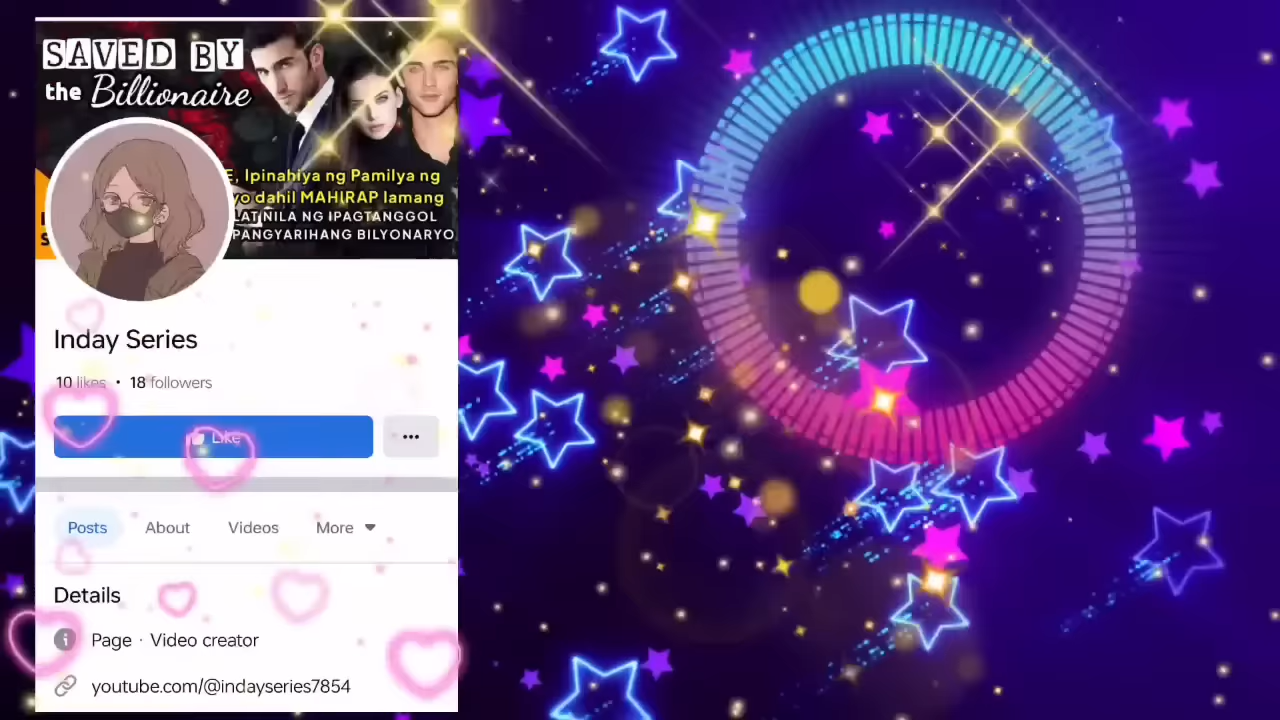 SAVED BY
the Billionaire
E, Ipinahiya ng Pamilya ng
yo dahil MAHIRAP lamang
LAT NILA NG IPAGTANGGOL
PANGYARIHANG BILYONARYO
Inday Series
10 likes • 18 followers
Like
Posts About Videos More
Details
Page · Video creator
youtube.com/@indayseries7854